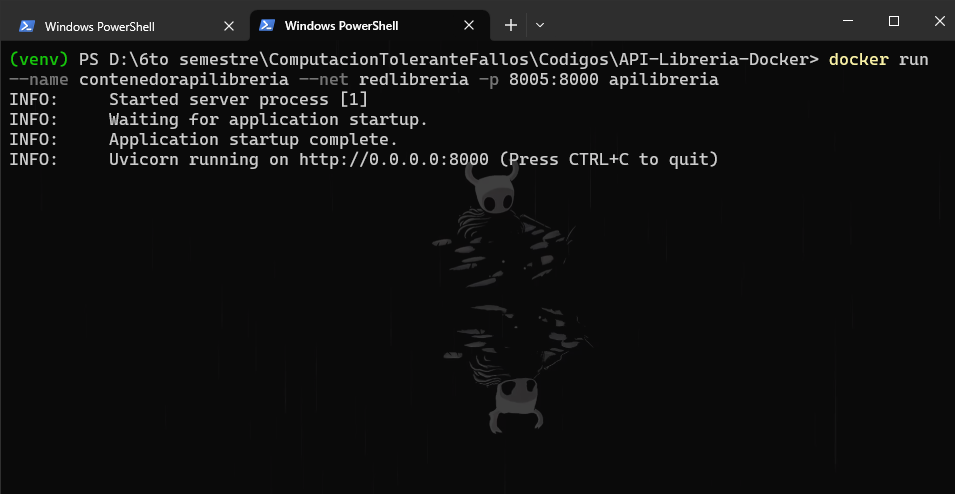 Windows PowerShell
Windows PowerShell
(venv) PS D:\6to semestre\ComputacionToleranteFallos\Codigos\API-Libreria-Docker> docker run
--name contenedorapilibreria --net redlibreria -p 8005:8000 apilibreria
INFO:     Started server process [1]
INFO:     Waiting for application startup.
INFO:     Application startup complete.
INFO:     Uvicorn running on http://0.0.0.0:8000 (Press CTRL+C to quit)